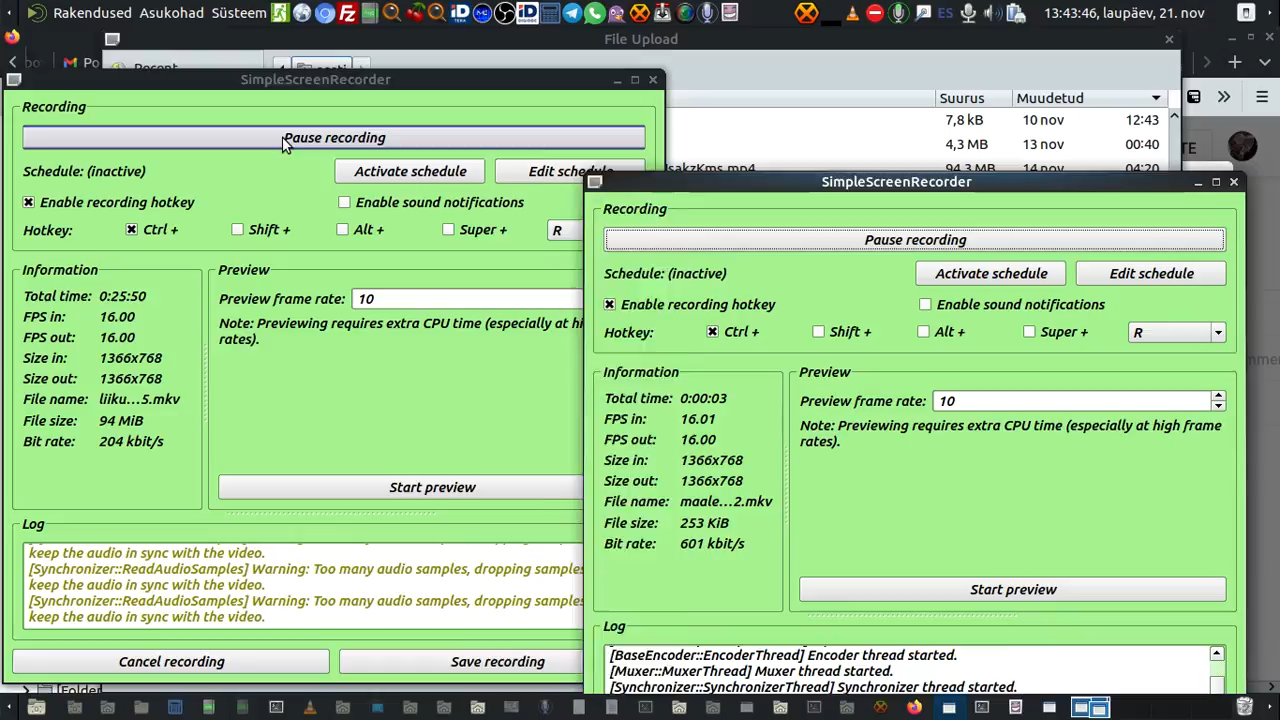 Rakendused Asukohad Süsteem
ES
13:43:46, laupäev, 21. nov
File Upload
Recent
SimpleScreenRecorder
Suurus Muudetud
Recording
7,8 kB 10 nov 12:43
Pause recording
4,3 MB 13 nov 00:40
TE
sakzKms.mp4 94,3 MB 14 nov 04:20
Schedule: (inactive) Activate schedule Edit schedule
Enable recording hotkey Enable sound notifications
Hotkey: Ctrl + Shift + Alt + Super + R
Information
Total time: 0:25:50
FPS in: 16.00
FPS out: 16.00
Size in: 1366x768
Size out: 1366x768
File name: liiku...5.mkv
File size: 94 MiB
Bit rate: 204 kbit/s
Preview
Preview frame rate: 10
Note: Previewing requires extra CPU time (especially at hi
rates).
Start preview
Log
keep the audio in sync with the video.
[Synchronizer::ReadAudioSamples] Warning: Too many audio samples, dropping samples
keep the audio in sync with the video.
[Synchronizer::ReadAudioSamples] Warning: Too many audio samples, dropping samples
keep the audio in sync with the video.
Cancel recording Save recording
[Folder
SimpleScreenRecorder
Recording
Pause recording
Schedule: (inactive) Activate schedule Edit schedule
Enable recording hotkey Enable sound notifications
Hotkey: Ctrl + Shift + Alt + Super + R
Information
Total time: 0:00:03
FPS in: 16.01
FPS out: 16.00
Size in: 1366x768
Size out: 1366x768
File name: maale...2.mkv
File size: 253 KiB
Bit rate: 601 kbit/s
Preview
Preview frame rate: 10
Note: Previewing requires extra CPU time (especially at high frame
rates).
Start preview
Log
[BaseEncoder::EncoderThread] Encoder thread started.
[Muxer::MuxerThread] Muxer thread started.
[Synchronizer::SynchronizerThread] Synchronizer thread started.